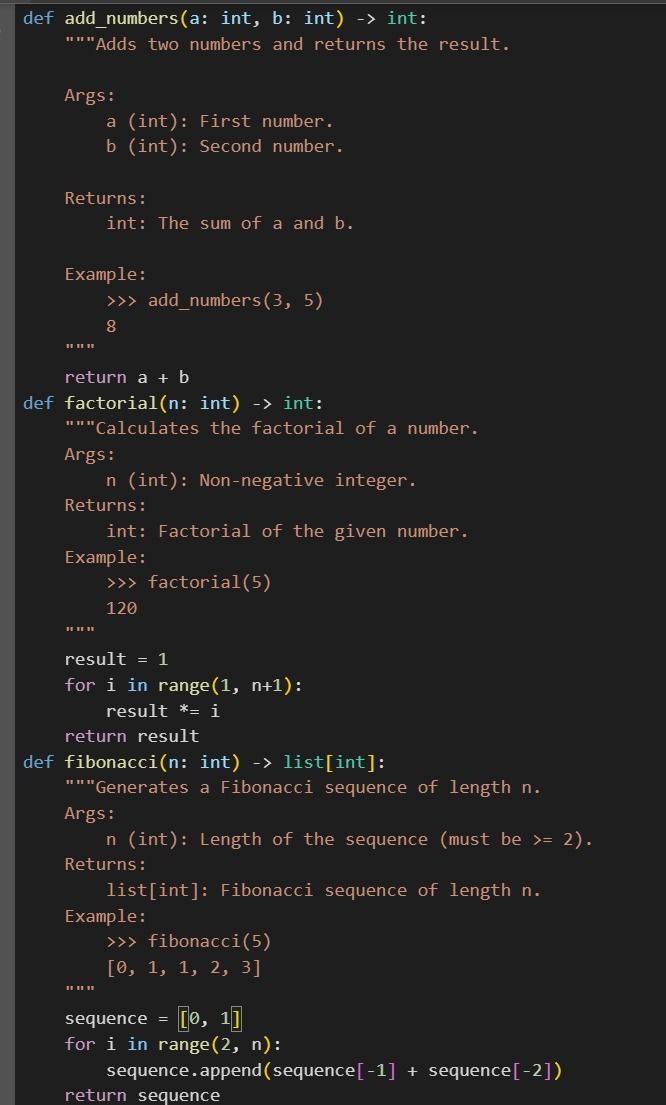 def add_numbers(a: int, b: int) -> int:
    """Adds two numbers and returns the result.

    Args:
        a (int): First number.
        b (int): Second number.

    Returns:
        int: The sum of a and b.

    Example:
        >>> add_numbers(3, 5)
        8
    """
    return a + b
def factorial(n: int) -> int:
    """Calculates the factorial of a number.
    Args:
        n (int): Non-negative integer.
    Returns:
        int: Factorial of the given number.
    Example:
        >>> factorial(5)
        120
    """
    result = 1
    for i in range(1, n+1):
        result *= i
    return result
def fibonacci(n: int) -> list[int]:
    """Generates a Fibonacci sequence of length n.
    Args:
        n (int): Length of the sequence (must be >= 2).
    Returns:
        list[int]: Fibonacci sequence of length n.
    Example:
        >>> fibonacci(5)
        [0, 1, 1, 2, 3]
    """
    sequence = [0, 1]
    for i in range(2, n):
        sequence.append(sequence[-1] + sequence[-2])
    return sequence